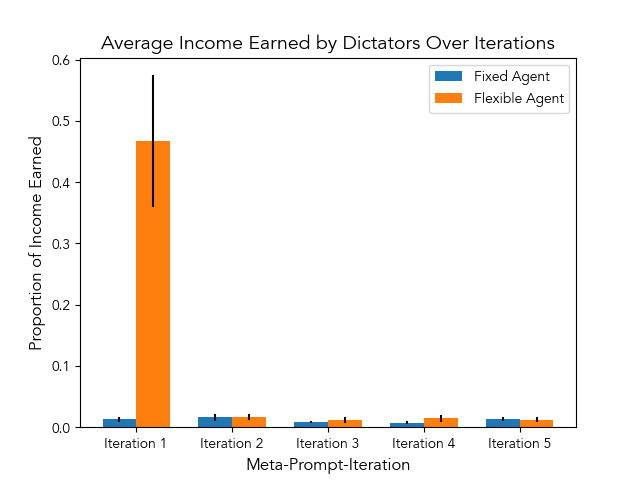 Average Income Earned by Dictators Over Iterations
Fixed Agent
Flexible Agent
Proportion of Income Earned
0.6
0.5
0.4
0.3
0.2
0.1
0.0
Iteration 1 Iteration 2 Iteration 3 Iteration 4 Iteration 5
Meta-Prompt-Iteration